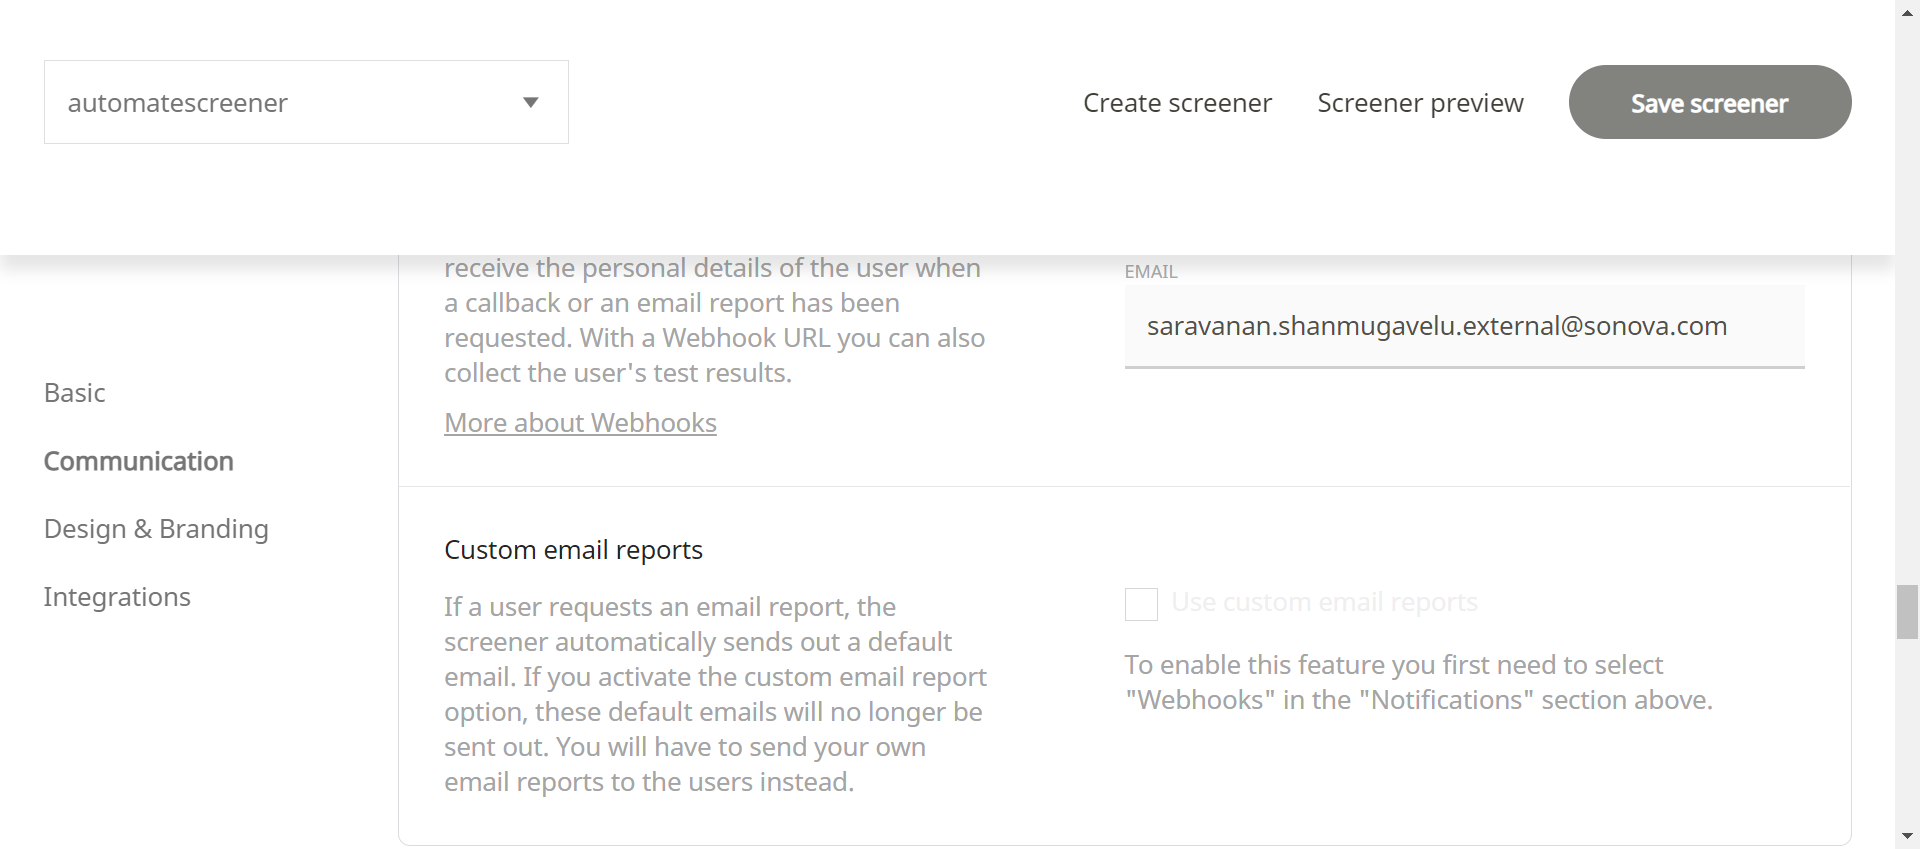 automatescreener
Create screener
Screener preview
Save screener
Basic
Communication
Design & Branding
Integrations
receive the personal details of the user when
a callback or an email report has been
requested. With a Webhook URL you can also
collect the user's test results.
More about Webhooks
EMAIL
saravanan.shanmugavelu.external@sonova.com
Custom email reports
If a user requests an email report, the
screener automatically sends out a default
email. If you activate the custom email report
option, these default emails will no longer be
sent out. You will have to send your own
email reports to the users instead.
Use custom email reports
To enable this feature you first need to select
"Webhooks" in the "Notifications" section above.